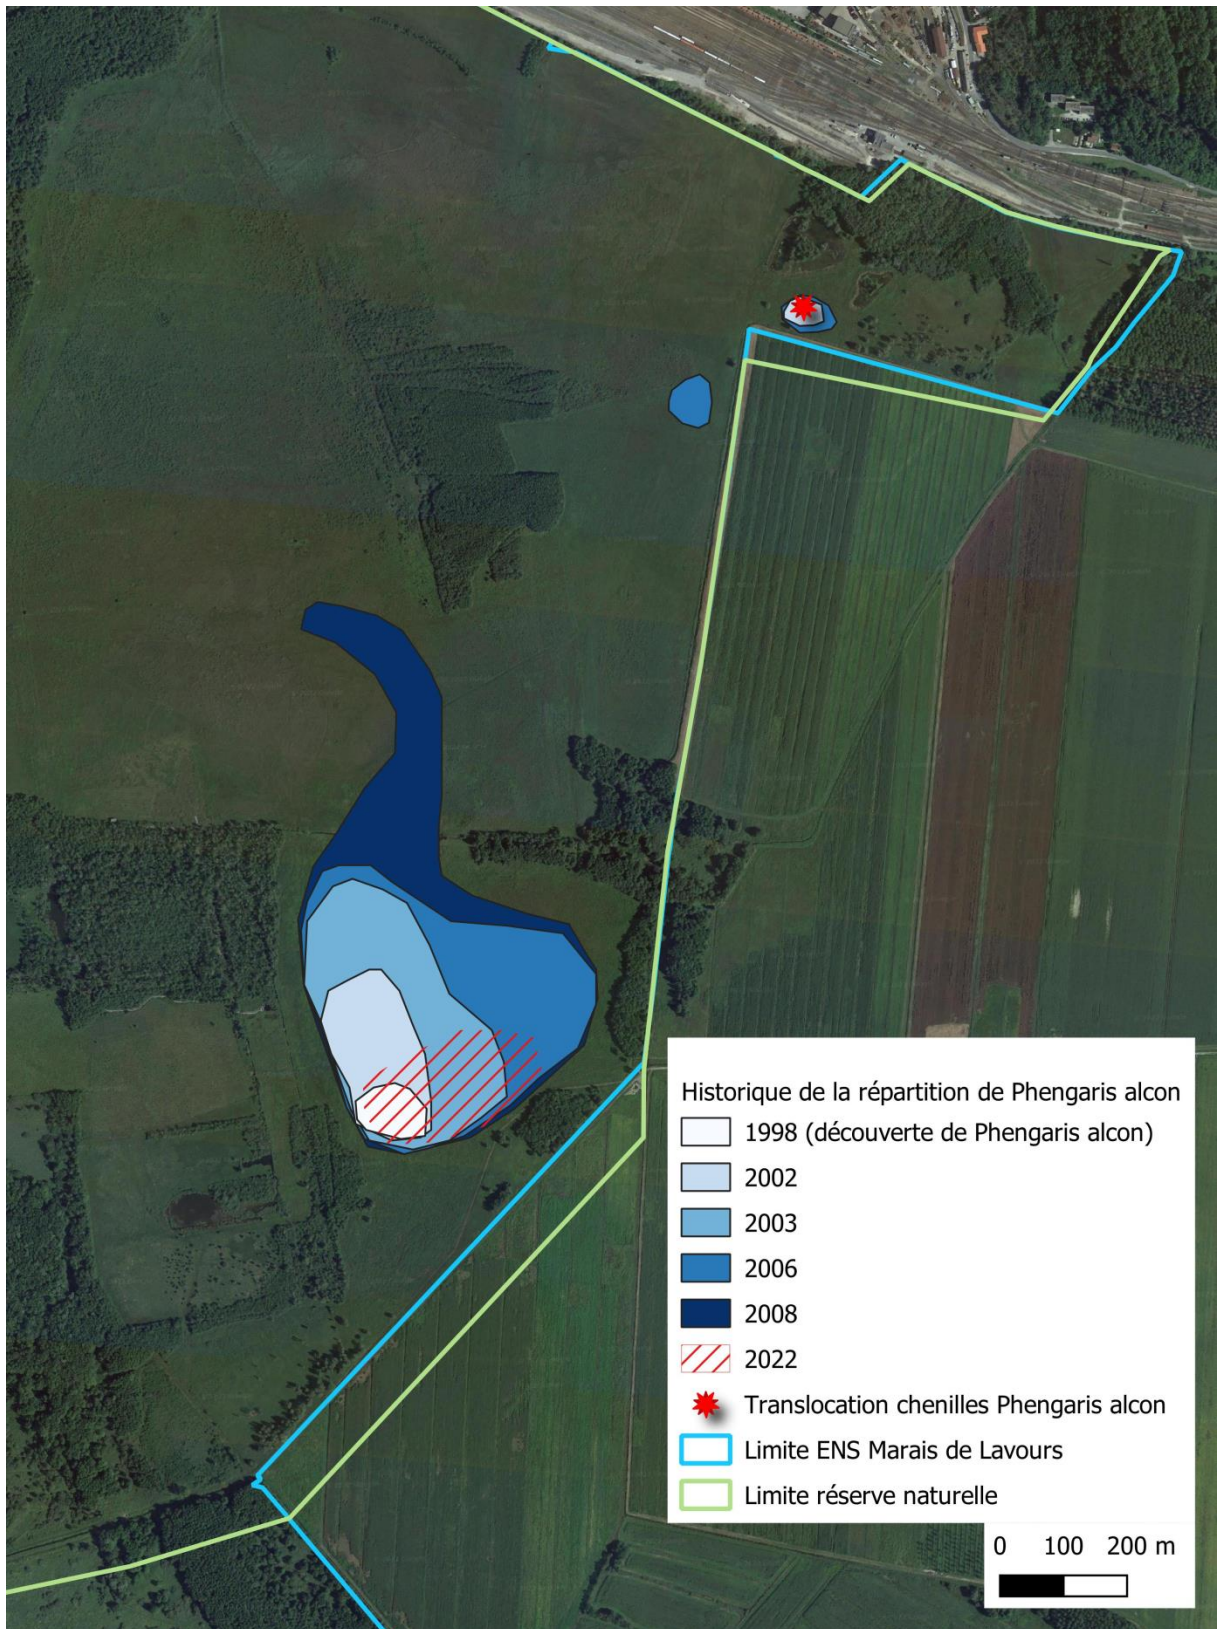 Historique de la répartition de Phengaris alcon
1998 (découverte de Phengaris alcon)
2002
2003
2006
2008
2022
Translocation chenilles Phengaris alcon
Limite ENS Marais de Lavours
Limite réserve naturelle
0 100 200 m